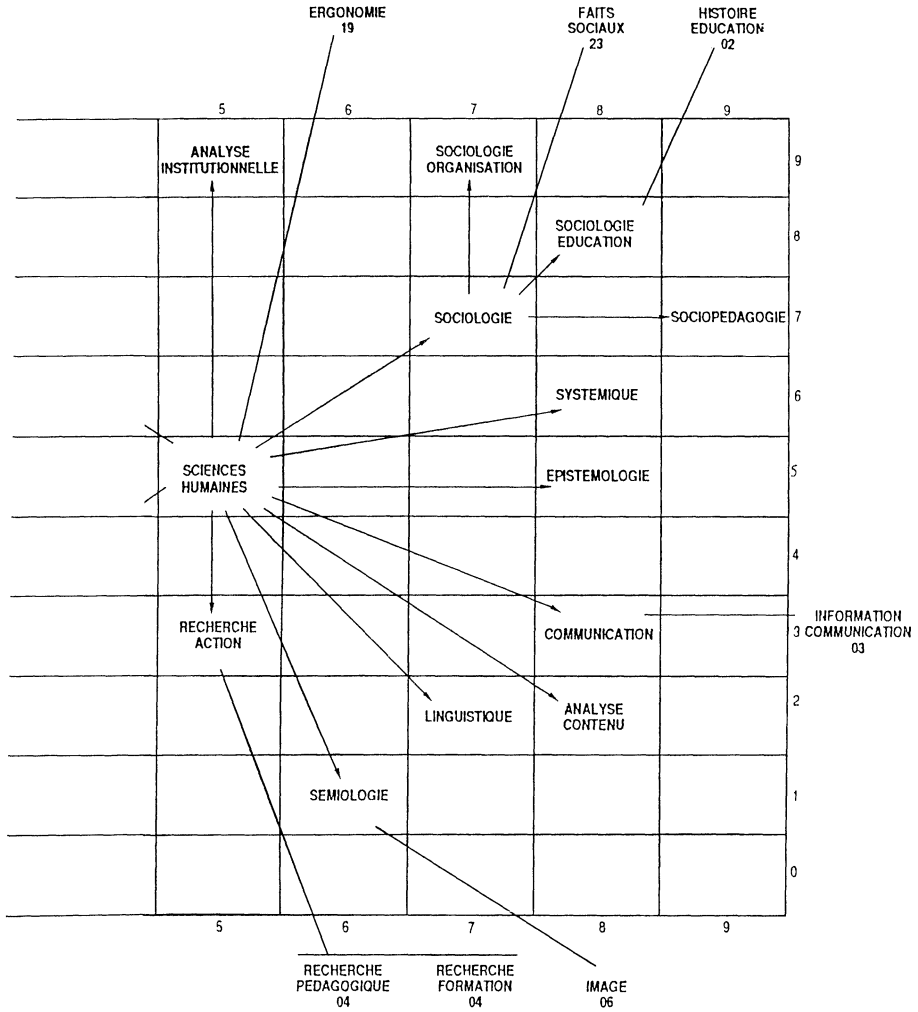 ERGONOMIE
19
FAITS
SOCIAUX
23
HISTOIRE
EDUCATION
02
5 6 7 8 9
ANALYSE
INSTITUTIONNELLE
SOCIOLOGIE
ORGANISATION
9
SOCIOLOGIE
EDUCATION
8
SOCIOLOGIE
SOCIOPEDAGOGIE
7
SYSTEMIQUE
6
SCIENCES
HUMAINES
EPISTEMOLOGIE
5
4
RECHERCHE
ACTION
COMMUNICATION
3
INFORMATION
COMMUNICATION
03
LINGUISTIQUE
ANALYSE
CONTENU
2
SEMIOLOGIE
1
0
5 6 7 8 9
RECHERCHE
PEDAGOGIQUE
04
RECHERCHE
FORMATION
04
IMAGE
06